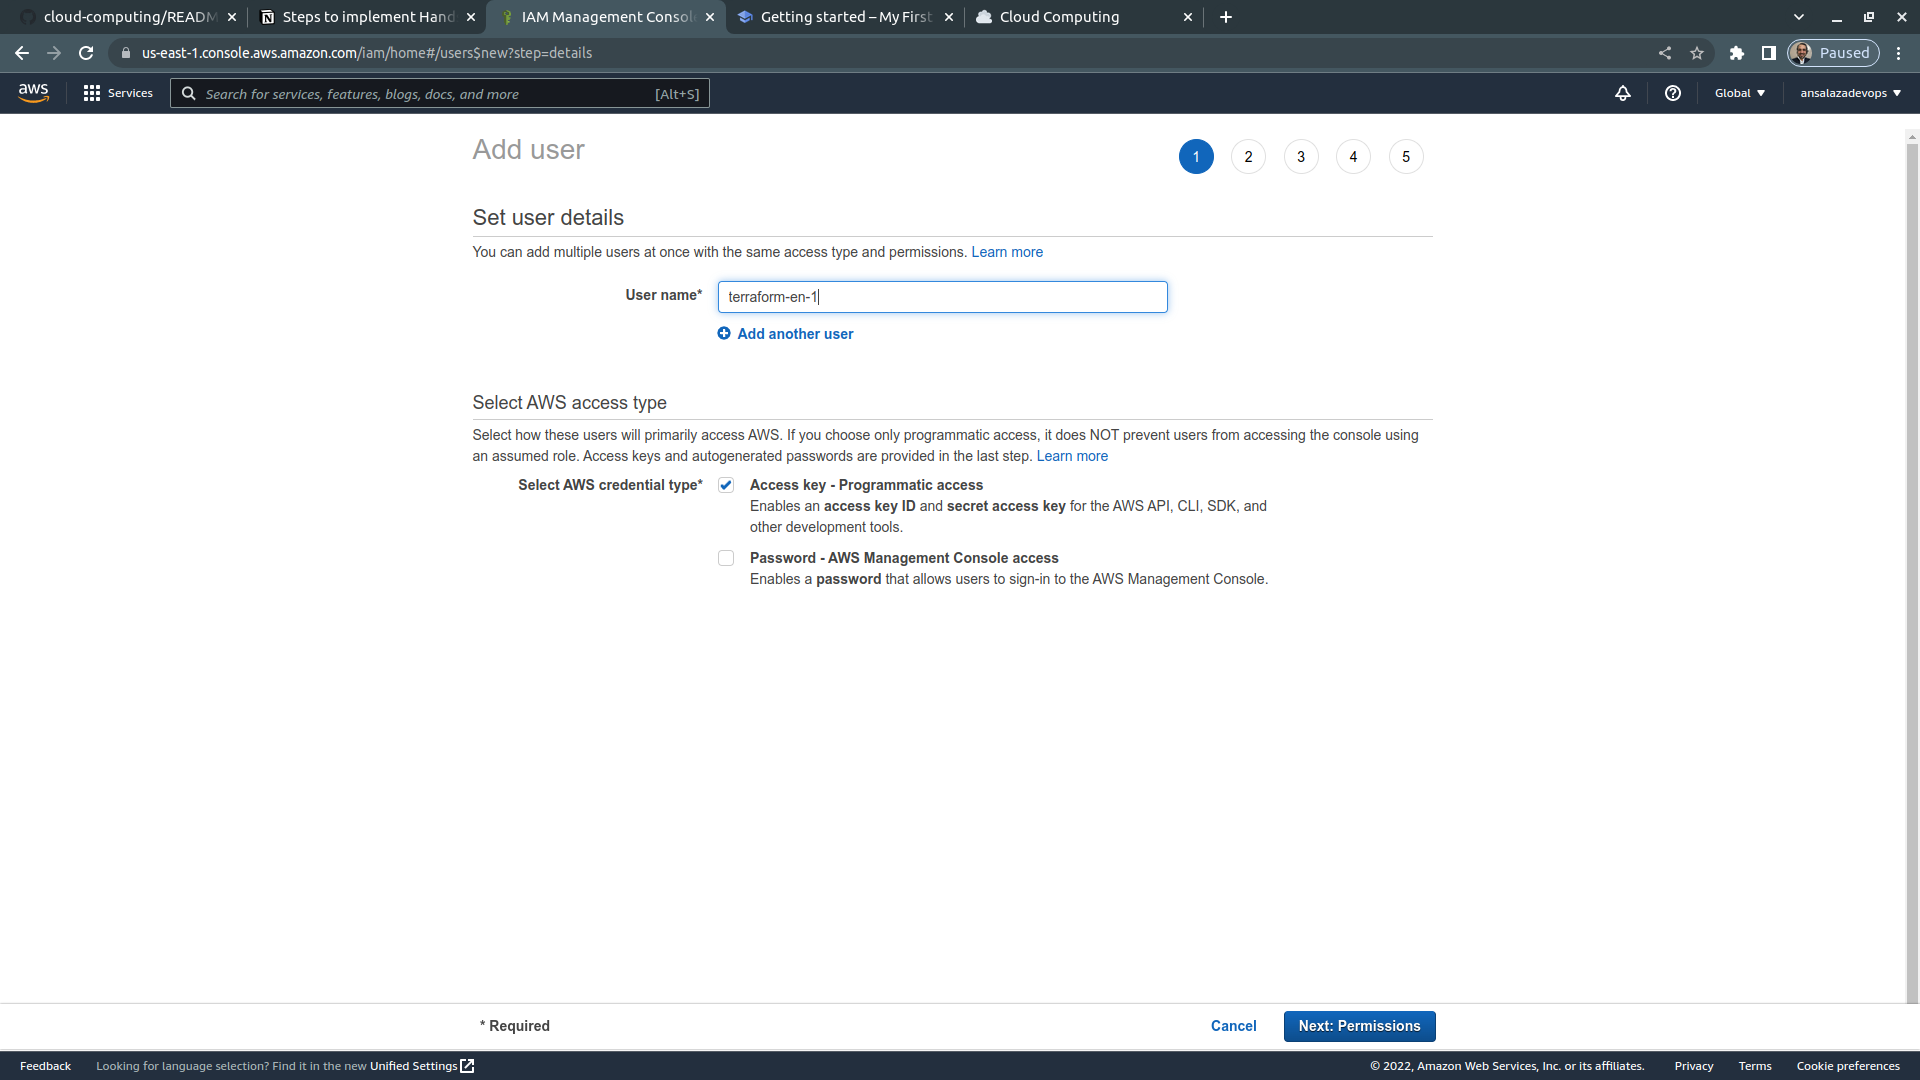 cloud-computing/READM
Steps to implement Hand
IAM Management Consol
Getting started – My First
Cloud Computing
us-east-1.console.aws.amazon.com/iam/home#/users$new?step=details
Paused
aws
Services
Search for services, features, blogs, docs, and more
[Alt+S]
Global
ansalazadevops
Add user
1 2 3 4 5
Set user details
You can add multiple users at once with the same access type and permissions. Learn more
User name* terraform-en-1
Add another user
Select AWS access type
Select how these users will primarily access AWS. If you choose only programmatic access, it does NOT prevent users from accessing the console using
an assumed role. Access keys and autogenerated passwords are provided in the last step. Learn more
Select AWS credential type* Access key - Programmatic access
Enables an access key ID and secret access key for the AWS API, CLI, SDK, and
other development tools.
Password - AWS Management Console access
Enables a password that allows users to sign-in to the AWS Management Console.
* Required
Cancel
Next: Permissions
Feedback
Looking for language selection? Find it in the new Unified Settings
© 2022, Amazon Web Services, Inc. or its affiliates.
Privacy
Terms
Cookie preferences